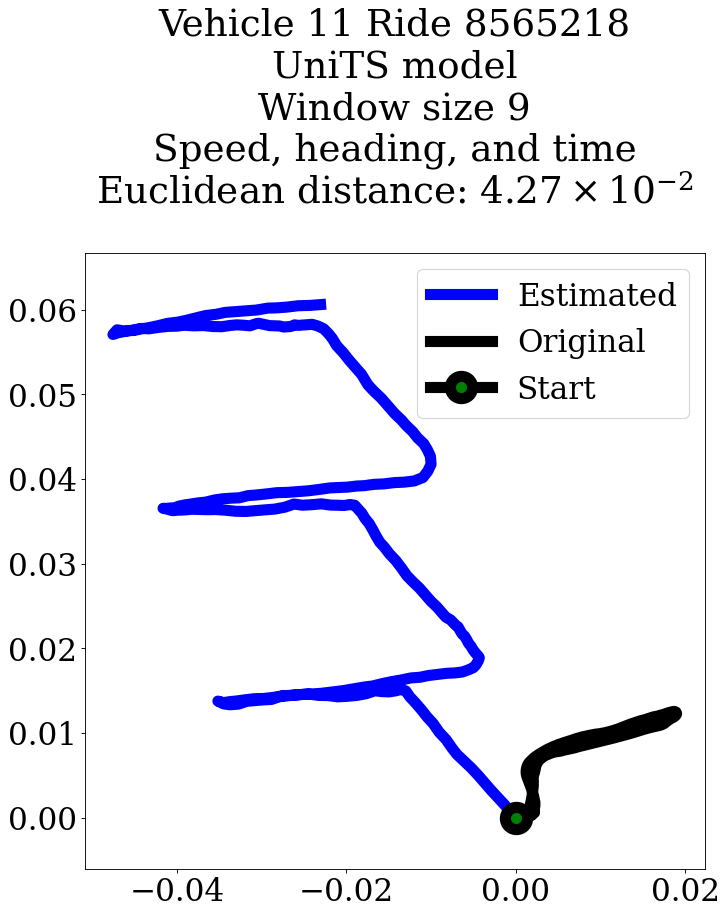 Vehicle 11 Ride 8565218
UniTS model
Window size 9
Speed, heading, and time
Euclidean distance: 4.27 × 10⁻²
Estimated
Original
Start
0.06
0.05
0.04
0.03
0.02
0.01
0.00
−0.04 −0.02 0.00 0.02